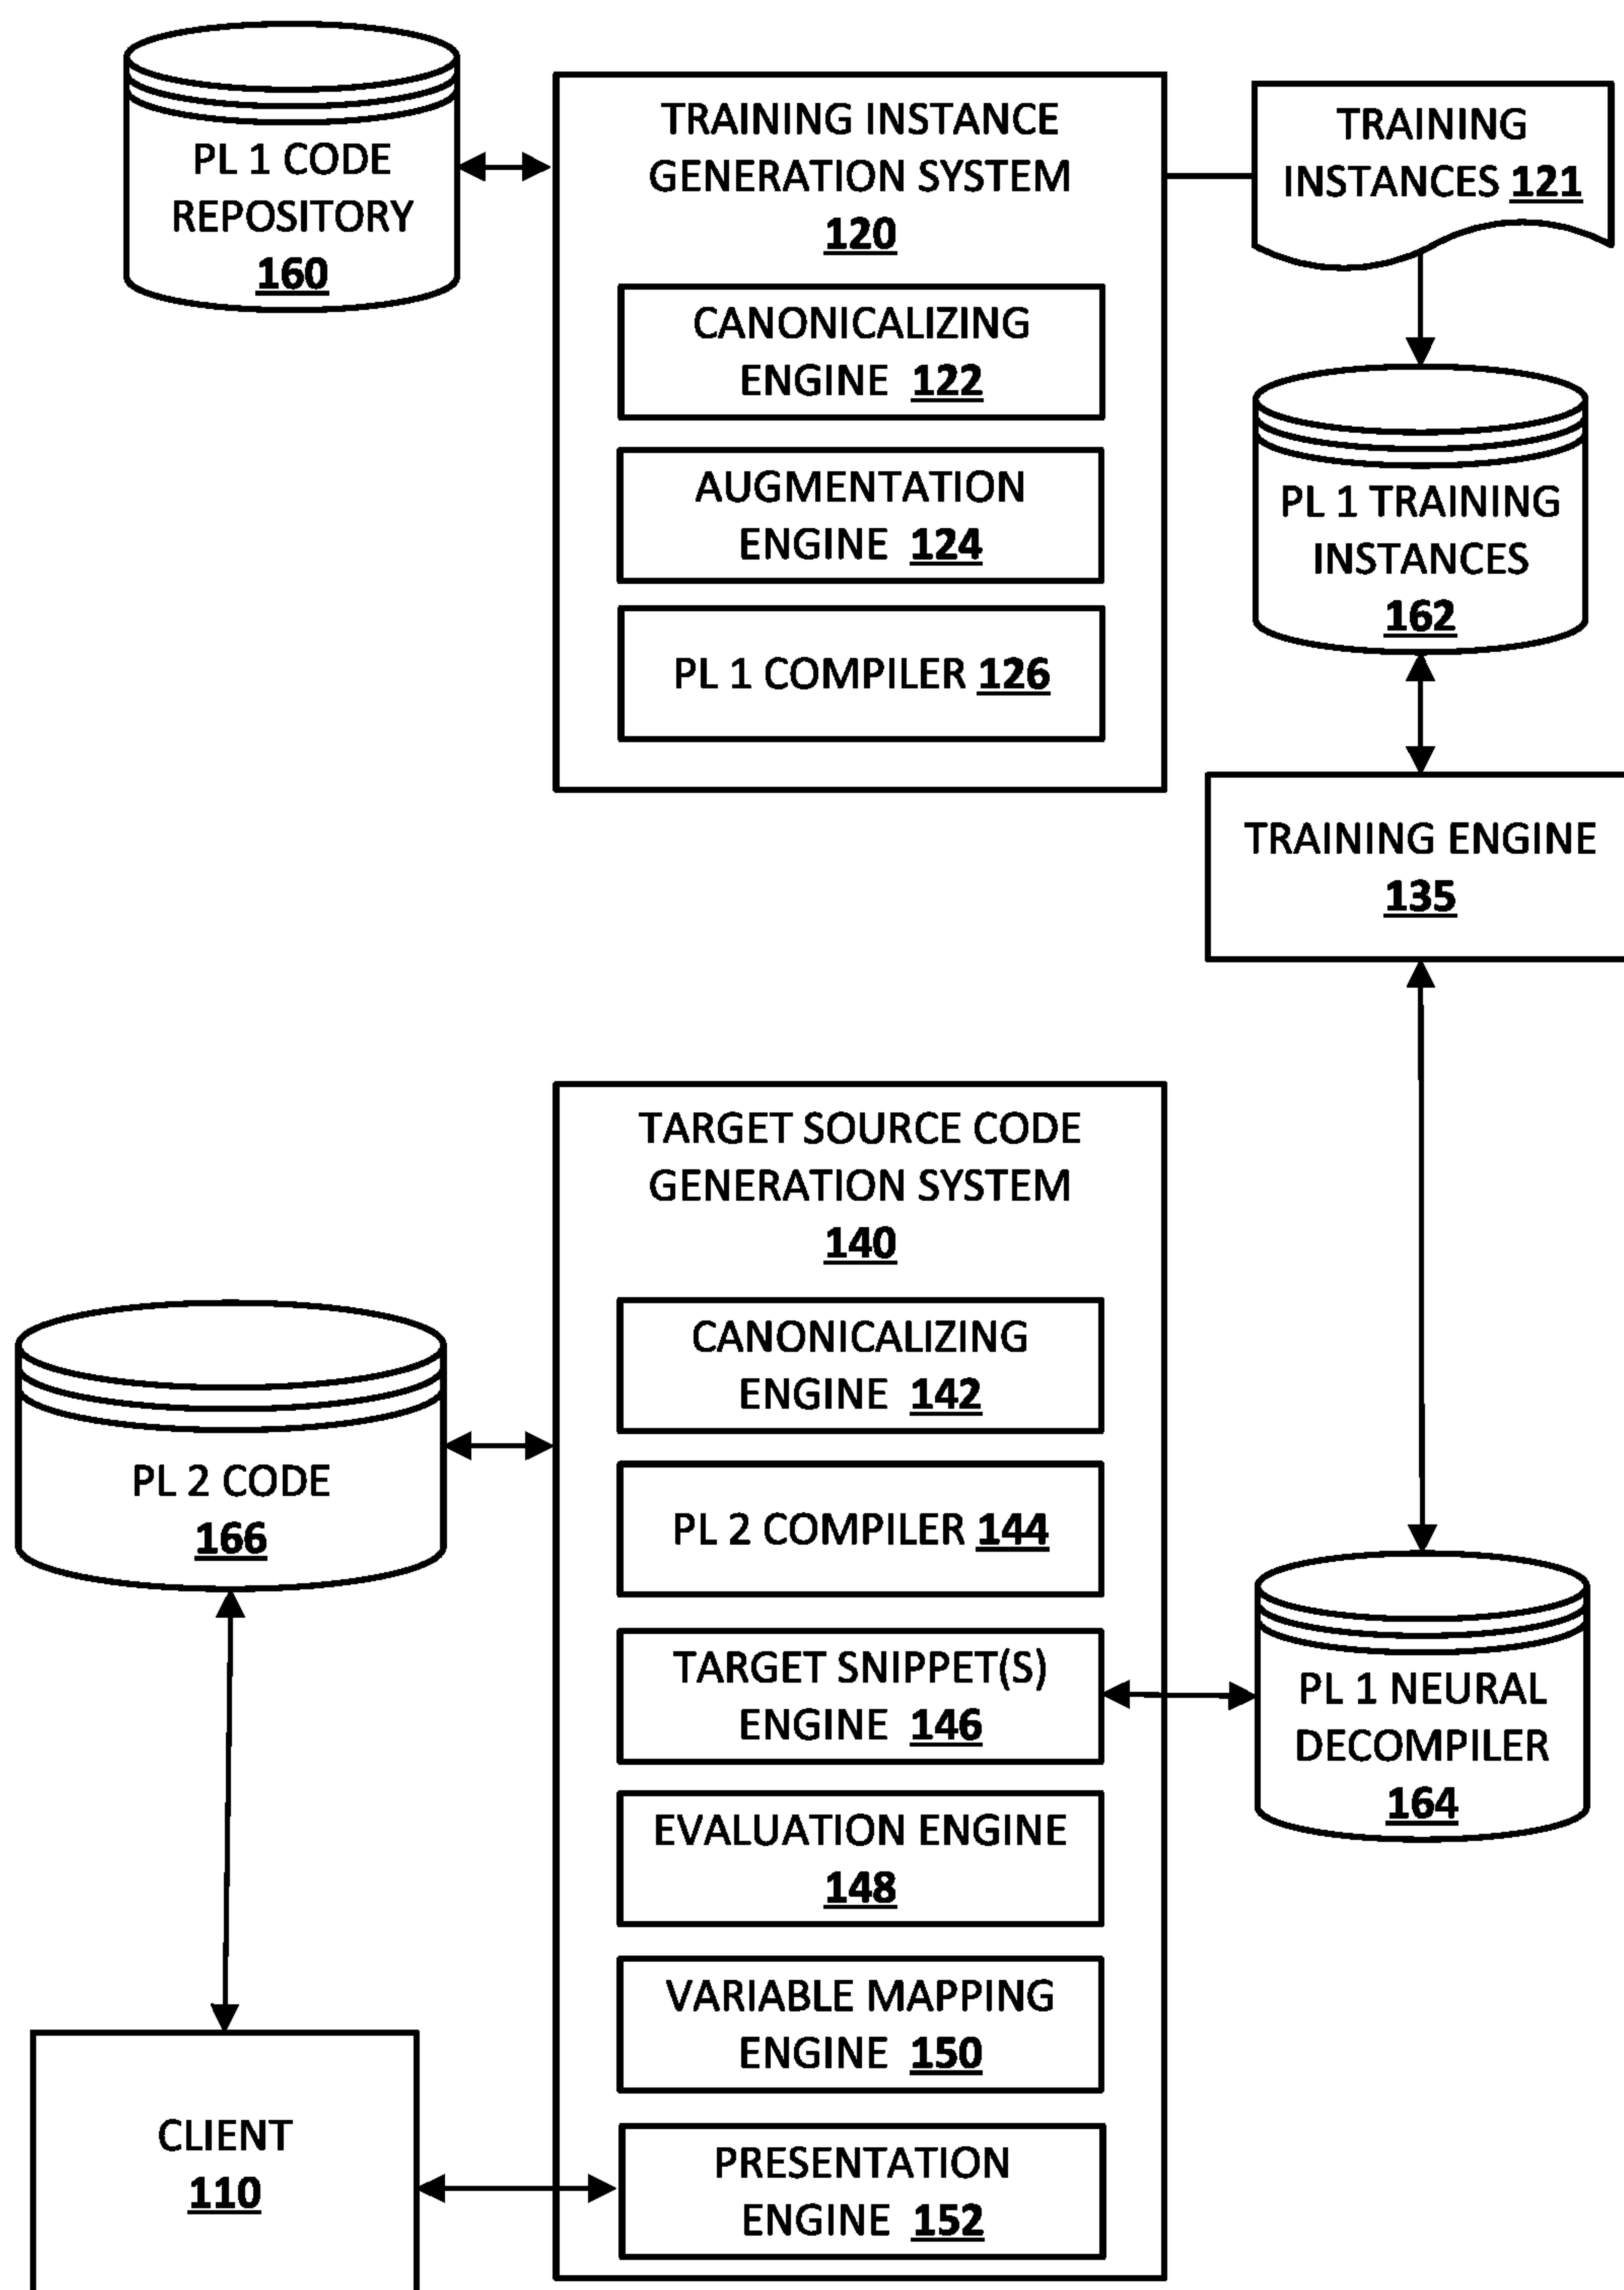 PL 1 CODE
REPOSITORY
160
TRAINING INSTANCE
GENERATION SYSTEM
120
CANONICALIZING
ENGINE 122
AUGMENTATION
ENGINE 124
PL 1 COMPILER 126
TRAINING
INSTANCES 121
PL 1 TRAINING
INSTANCES
162
TRAINING ENGINE
135
TARGET SOURCE CODE
GENERATION SYSTEM
140
CANONICALIZING
ENGINE 142
PL 2 COMPILER 144
TARGET SNIPPET(S)
ENGINE 146
EVALUATION ENGINE
148
VARIABLE MAPPING
ENGINE 150
PRESENTATION
ENGINE 152
PL 2 CODE
166
PL 1 NEURAL
DECOMPILER
164
CLIENT
110